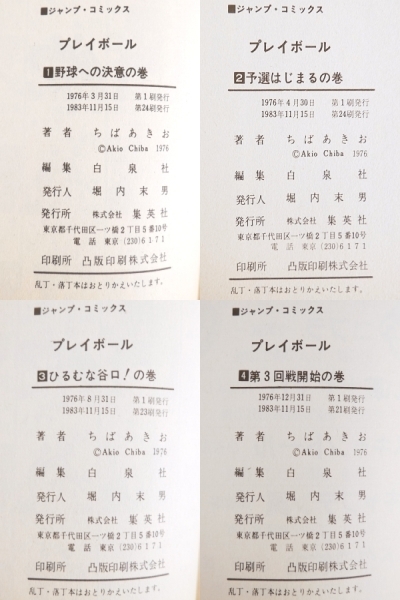 ■ジャンプ・コミックス
プレイボール
1 野球への決意の巻
1976年3月31日 第1刷発行
1983年11月15日 第24刷発行
著者 ちばあきお
©Akio Chiba 1976
編集 白泉社
発行人 堀内末男
発行所 株式会社 集英社
東京都千代田区一ツ橋2丁目5番10号
電話 東京(230)6171
印刷所 凸版印刷株式会社
乱丁・落丁本はおとりかえいたします。
■ジャンプ・コミックス
プレイボール
2 予選はじまるの巻
1976年4月30日 第1刷発行
1983年11月15日 第24刷発行
著者 ちばあきお
©Akio Chiba 1976
編集 白泉社
発行人 堀内末男
発行所 株式会社 集英社
東京都千代田区一ツ橋2丁目5番10号
電話 東京(230)6171
印刷所 凸版印刷株式会社
乱丁・落丁本はおとりかえいたします。
■ジャンプ・コミックス
プレイボール
3 ひるむな谷口!の巻
1976年8月31日 第1刷発行
1983年11月15日 第23刷発行
著者 ちばあきお
©Akio Chiba 1976
編集 白泉社
発行人 堀内末男
発行所 株式会社 集英社
東京都千代田区一ツ橋2丁目5番10号
電話 東京(230)6171
印刷所 凸版印刷株式会社
乱丁・落丁本はおとりかえいたします。
■ジャンプ・コミックス
プレイボール
4 第3回戦開始の巻
1976年12月31日 第1刷発行
1983年11月15日 第21刷発行
著者 ちばあきお
©Akio Chiba 1976
編集 白泉社
発行人 堀内末男
発行所 株式会社 集英社
東京都千代田区一ツ橋2丁目5番10号
電話 東京(230)6171
印刷所 凸版印刷株式会社
乱丁・落丁本はおとりかえいたします。